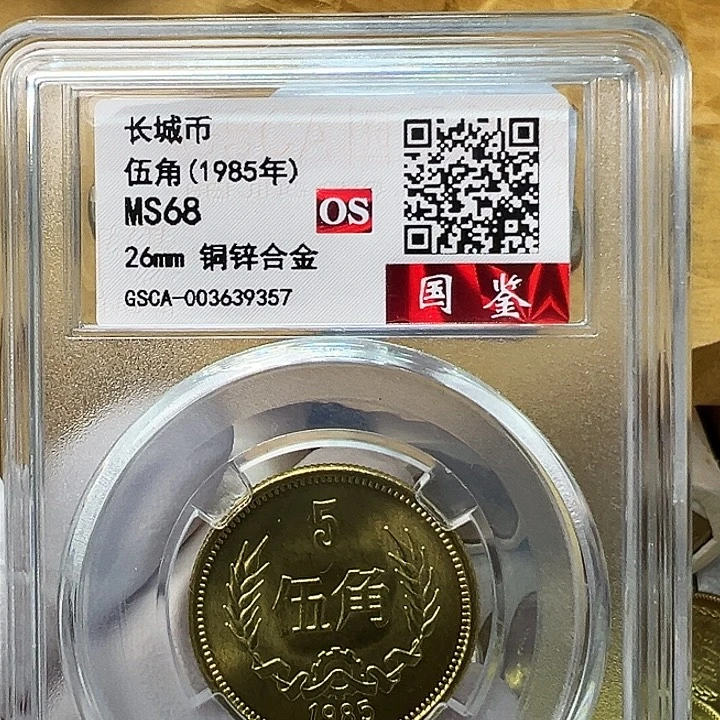 长城币
伍角(1985年)
MS68
OS
26mm 铜锌合金
GSCA-003639357
国鉴
5
伍角
1985